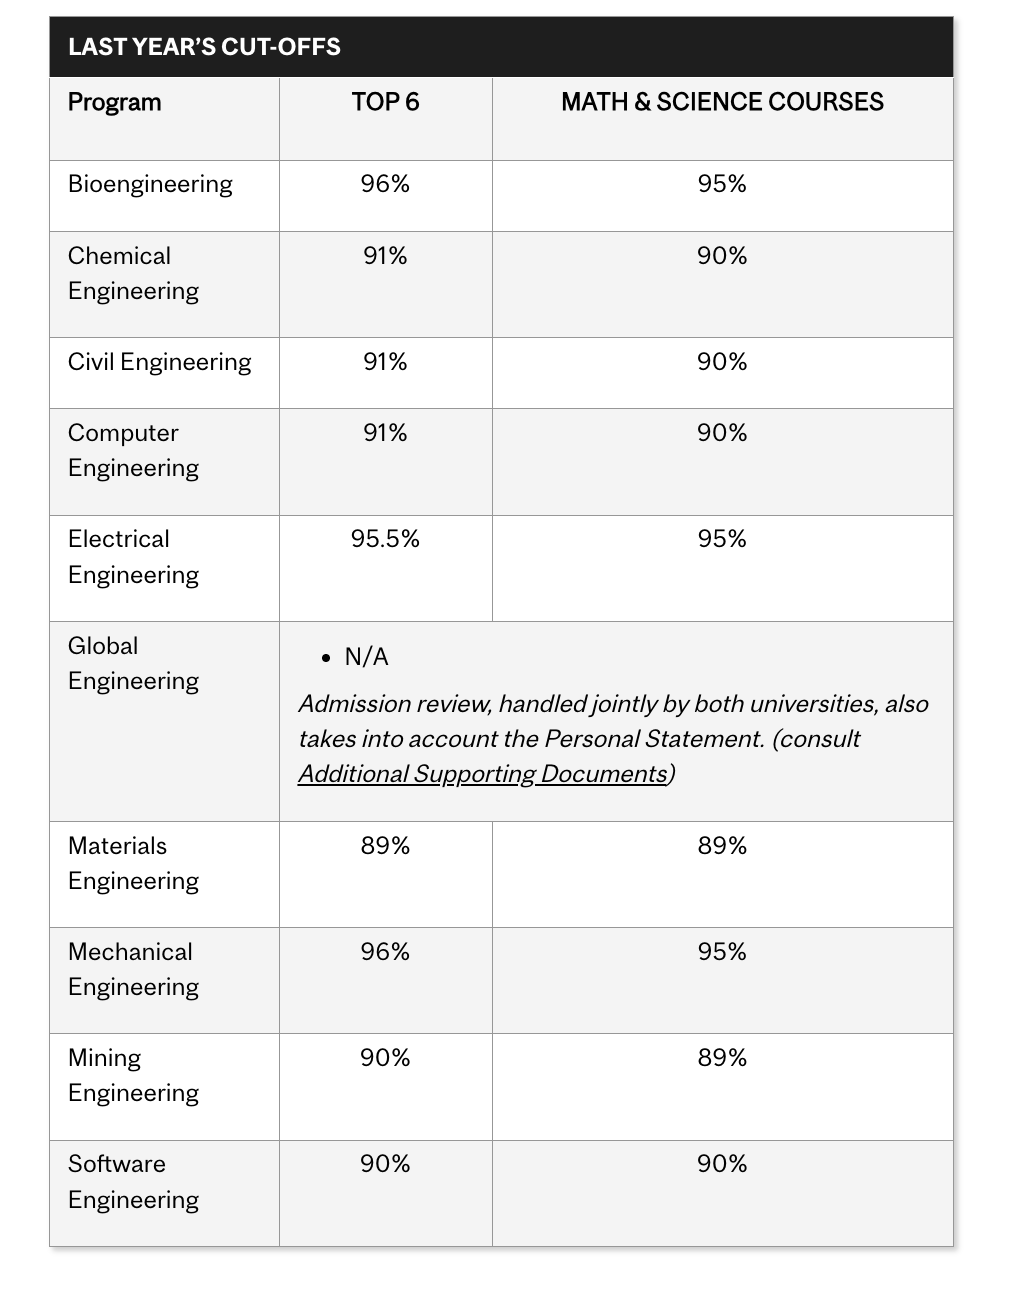 LAST YEAR’S CUT-OFFS
Program TOP 6 MATH & SCIENCE COURSES
Bioengineering 96% 95%
Chemical 91% 90%
Engineering
Civil Engineering 91% 90%
Computer 91% 90%
Engineering
Electrical 95.5% 95%
Engineering
Global
Engineering
• N/A
Admission review, handled jointly by both universities, also
takes into account the Personal Statement. (consult
Additional Supporting Documents)
Materials 89% 89%
Engineering
Mechanical 96% 95%
Engineering
Mining 90% 89%
Engineering
Software 90% 90%
Engineering